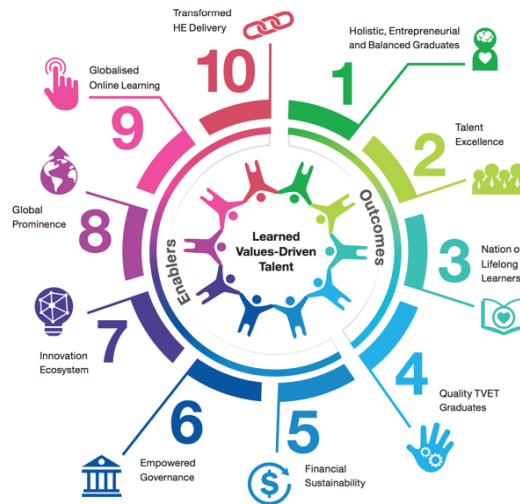 Transformed
HE Delivery
10
1
Holistic, Entrepreneurial
and Balanced Graduates
Globalised
Online Learning
9
2
Talent
Excellence
Enablers
Outcomes
Learned
Values-Driven
Talent
Global
Prominence
8
3
Nation o
Lifelong
Learners
7
Innovation
Ecosystem
4
Quality TVET
Graduates
6
Empowered
Governance
5
$
Financial
Sustainability